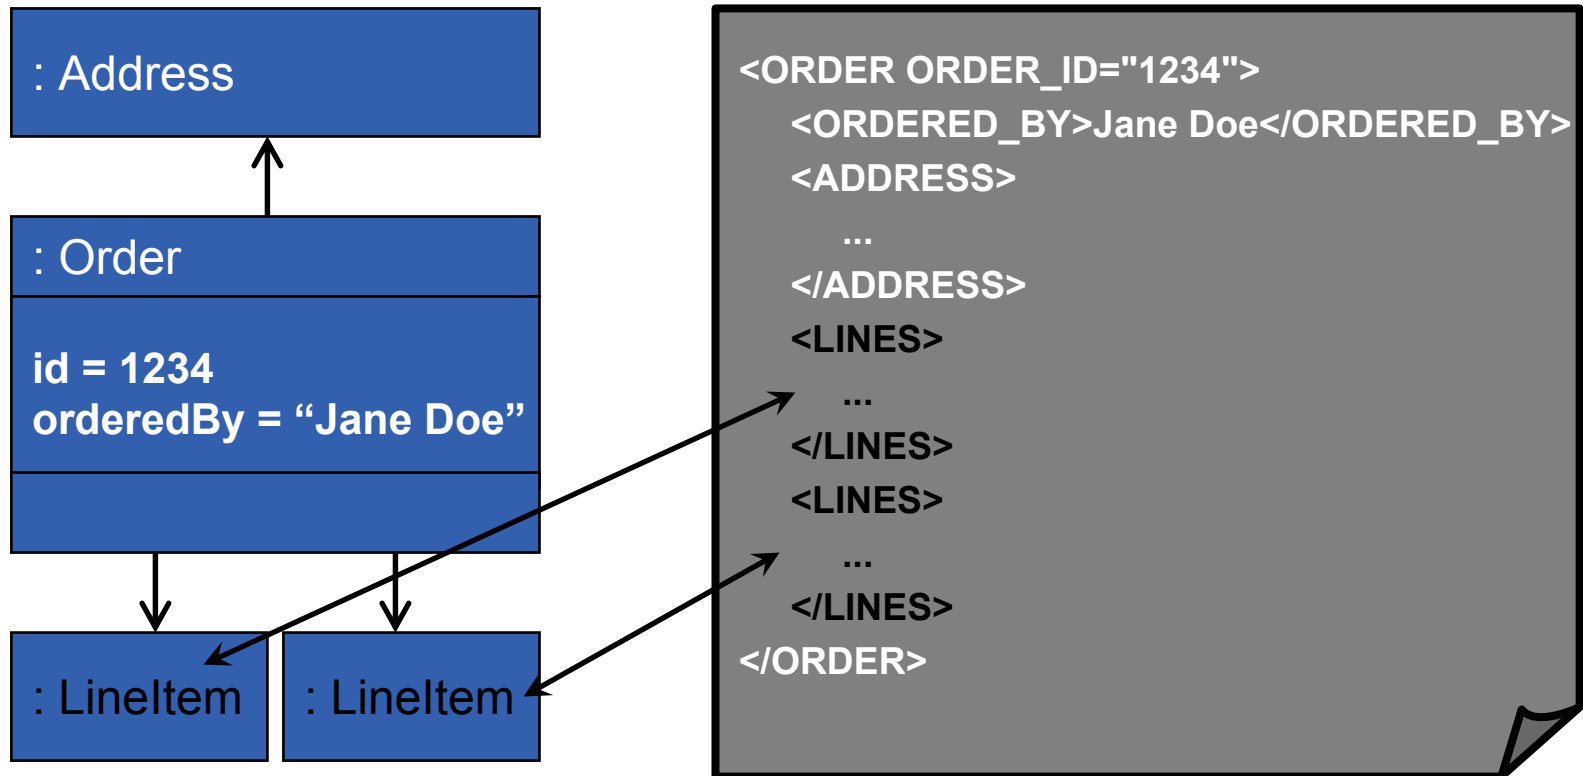 : Address
: Order
id = 1234
orderedBy = “Jane Doe”
: LineItem
: LineItem
<ORDER ORDER_ID="1234">
<ORDERED_BY>Jane Doe</ORDERED_BY>
<ADDRESS>
...
</ADDRESS>
<LINES>
...
</LINES>
<LINES>
...
</LINES>
</ORDER>